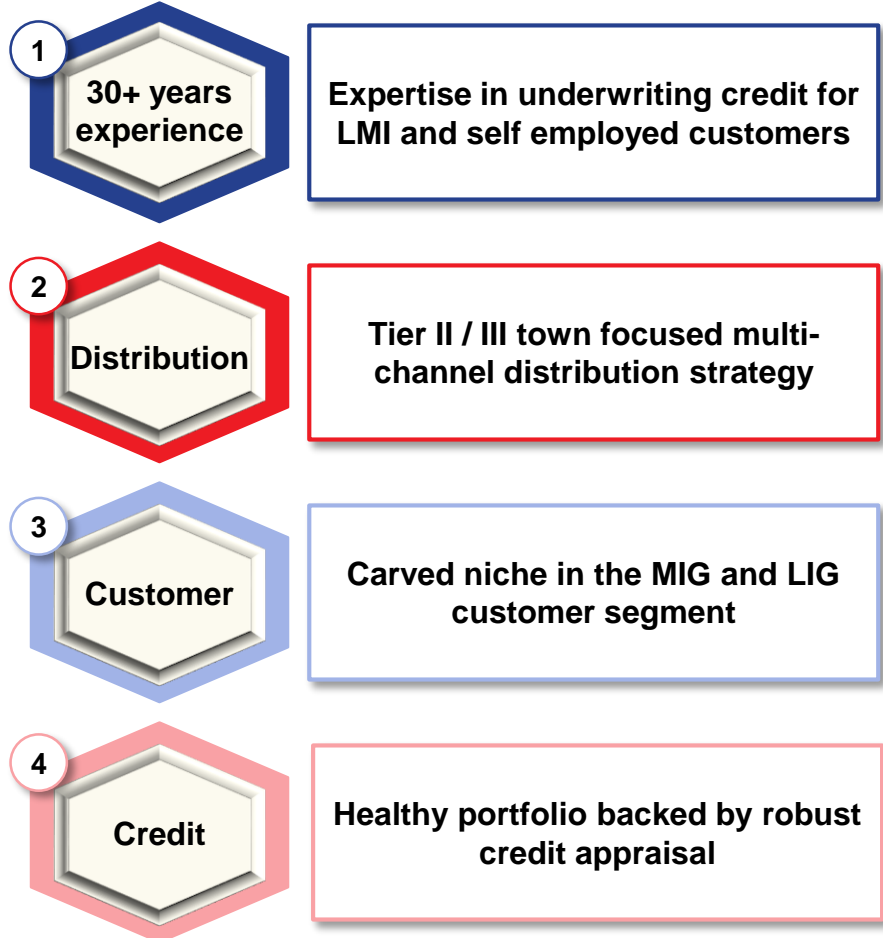 1
30+ years
experience
Expertise in underwriting credit for
LMI and self employed customers
2
Distribution
Tier II / III town focused multi-
channel distribution strategy
3
Customer
Carved niche in the MIG and LIG
customer segment
4
Credit
Healthy portfolio backed by robust
credit appraisal